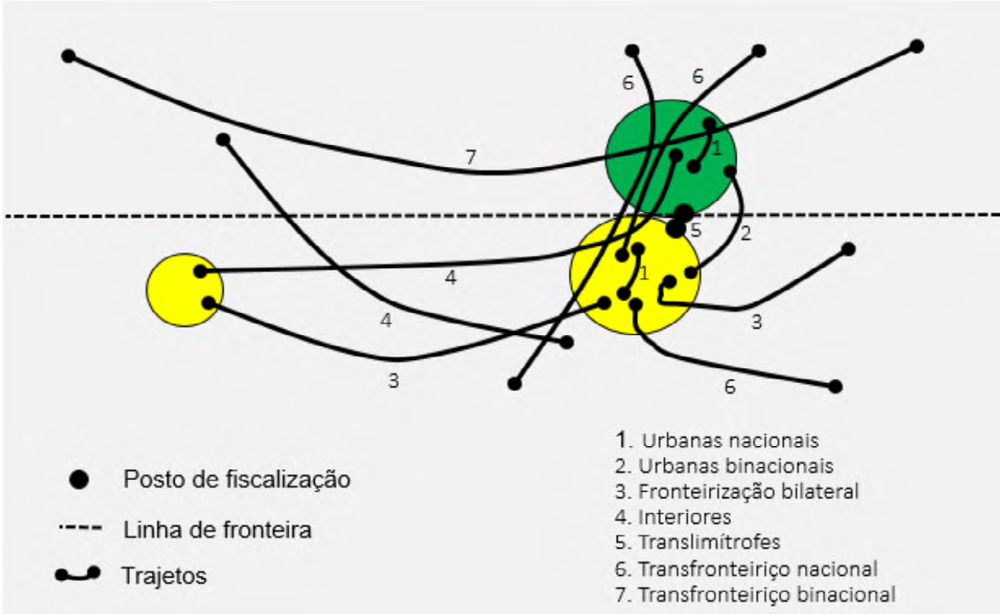 6
6
7
1
5
2
4
1
4
3
3
6
Posto de fiscalização
Linha de fronteira
Trajetos
1. Urbanas nacionais
2. Urbanas binacionais
3. Fronteirização bilateral
4. Interiores
5. Translimítrofes
6. Transfronteiriço nacional
7. Transfronteiriço binacional